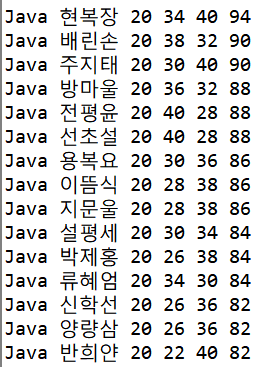 Java 현복장 20 34 40 94
Java 배린손 20 38 32 90
Java 주지태 20 30 40 90
Java 방마울 20 36 32 88
Java 전평윤 20 40 28 88
Java 선초설 20 40 28 88
Java 용복요 20 30 36 86
Java 이뜸식 20 28 38 86
Java 지문울 20 28 38 86
Java 설평세 20 30 34 84
Java 박제홍 20 26 38 84
Java 류혜엄 20 34 30 84
Java 신학선 20 26 36 82
Java 양량삼 20 26 36 82
Java 반희얀 20 22 40 82